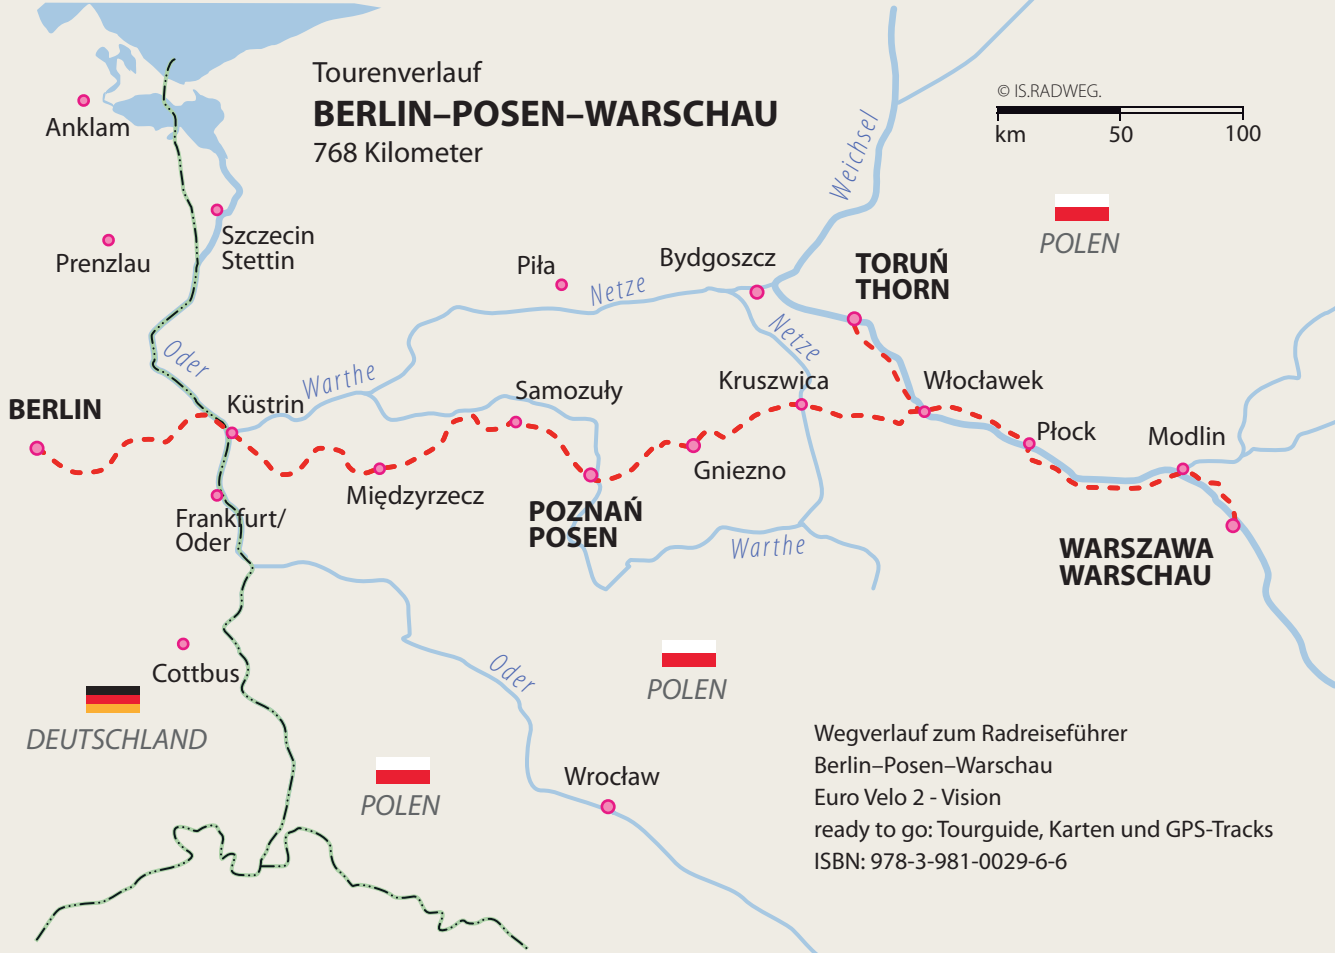 Tourenverlauf
BERLIN–POSEN–WARSCHAU
768 Kilometer
© IS.RADWEG.
km 50 100
Anklam
Weichsel
POLEN
Szczecin
Stettin
Prenzlau
Piła
Bydgoszcz
TORUŃ
THORN
Netze
Netze
Oder
Warthe
Kruszwica
Włocławek
Samozuły
BERLIN
Küstrin
Płock
Modlin
Gniezno
Międzyrzecz
POZNAŃ
POSEN
Frankfurt/
Oder
Warthe
WARSZAWA
WARSCHAU
Cottbus
Oder
POLEN
DEUTSCHLAND
Wrocław
POLEN
Wegverlauf zum Radreiseführer
Berlin–Posen–Warschau
Euro Velo 2 - Vision
ready to go: Tourguide, Karten und GPS-Tracks
ISBN: 978-3-981-0029-6-6